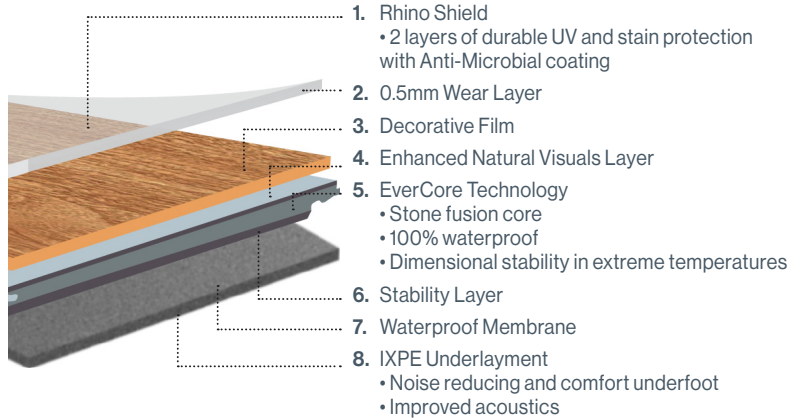 1. Rhino Shield
• 2 layers of durable UV and stain protection
with Anti-Microbial coating
2. 0.5mm Wear Layer
3. Decorative Film
4. Enhanced Natural Visuals Layer
5. EverCore Technology
• Stone fusion core
• 100% waterproof
• Dimensional stability in extreme temperatures
6. Stability Layer
7. Waterproof Membrane
8. IXPE Underlayment
• Noise reducing and comfort underfoot
• Improved acoustics